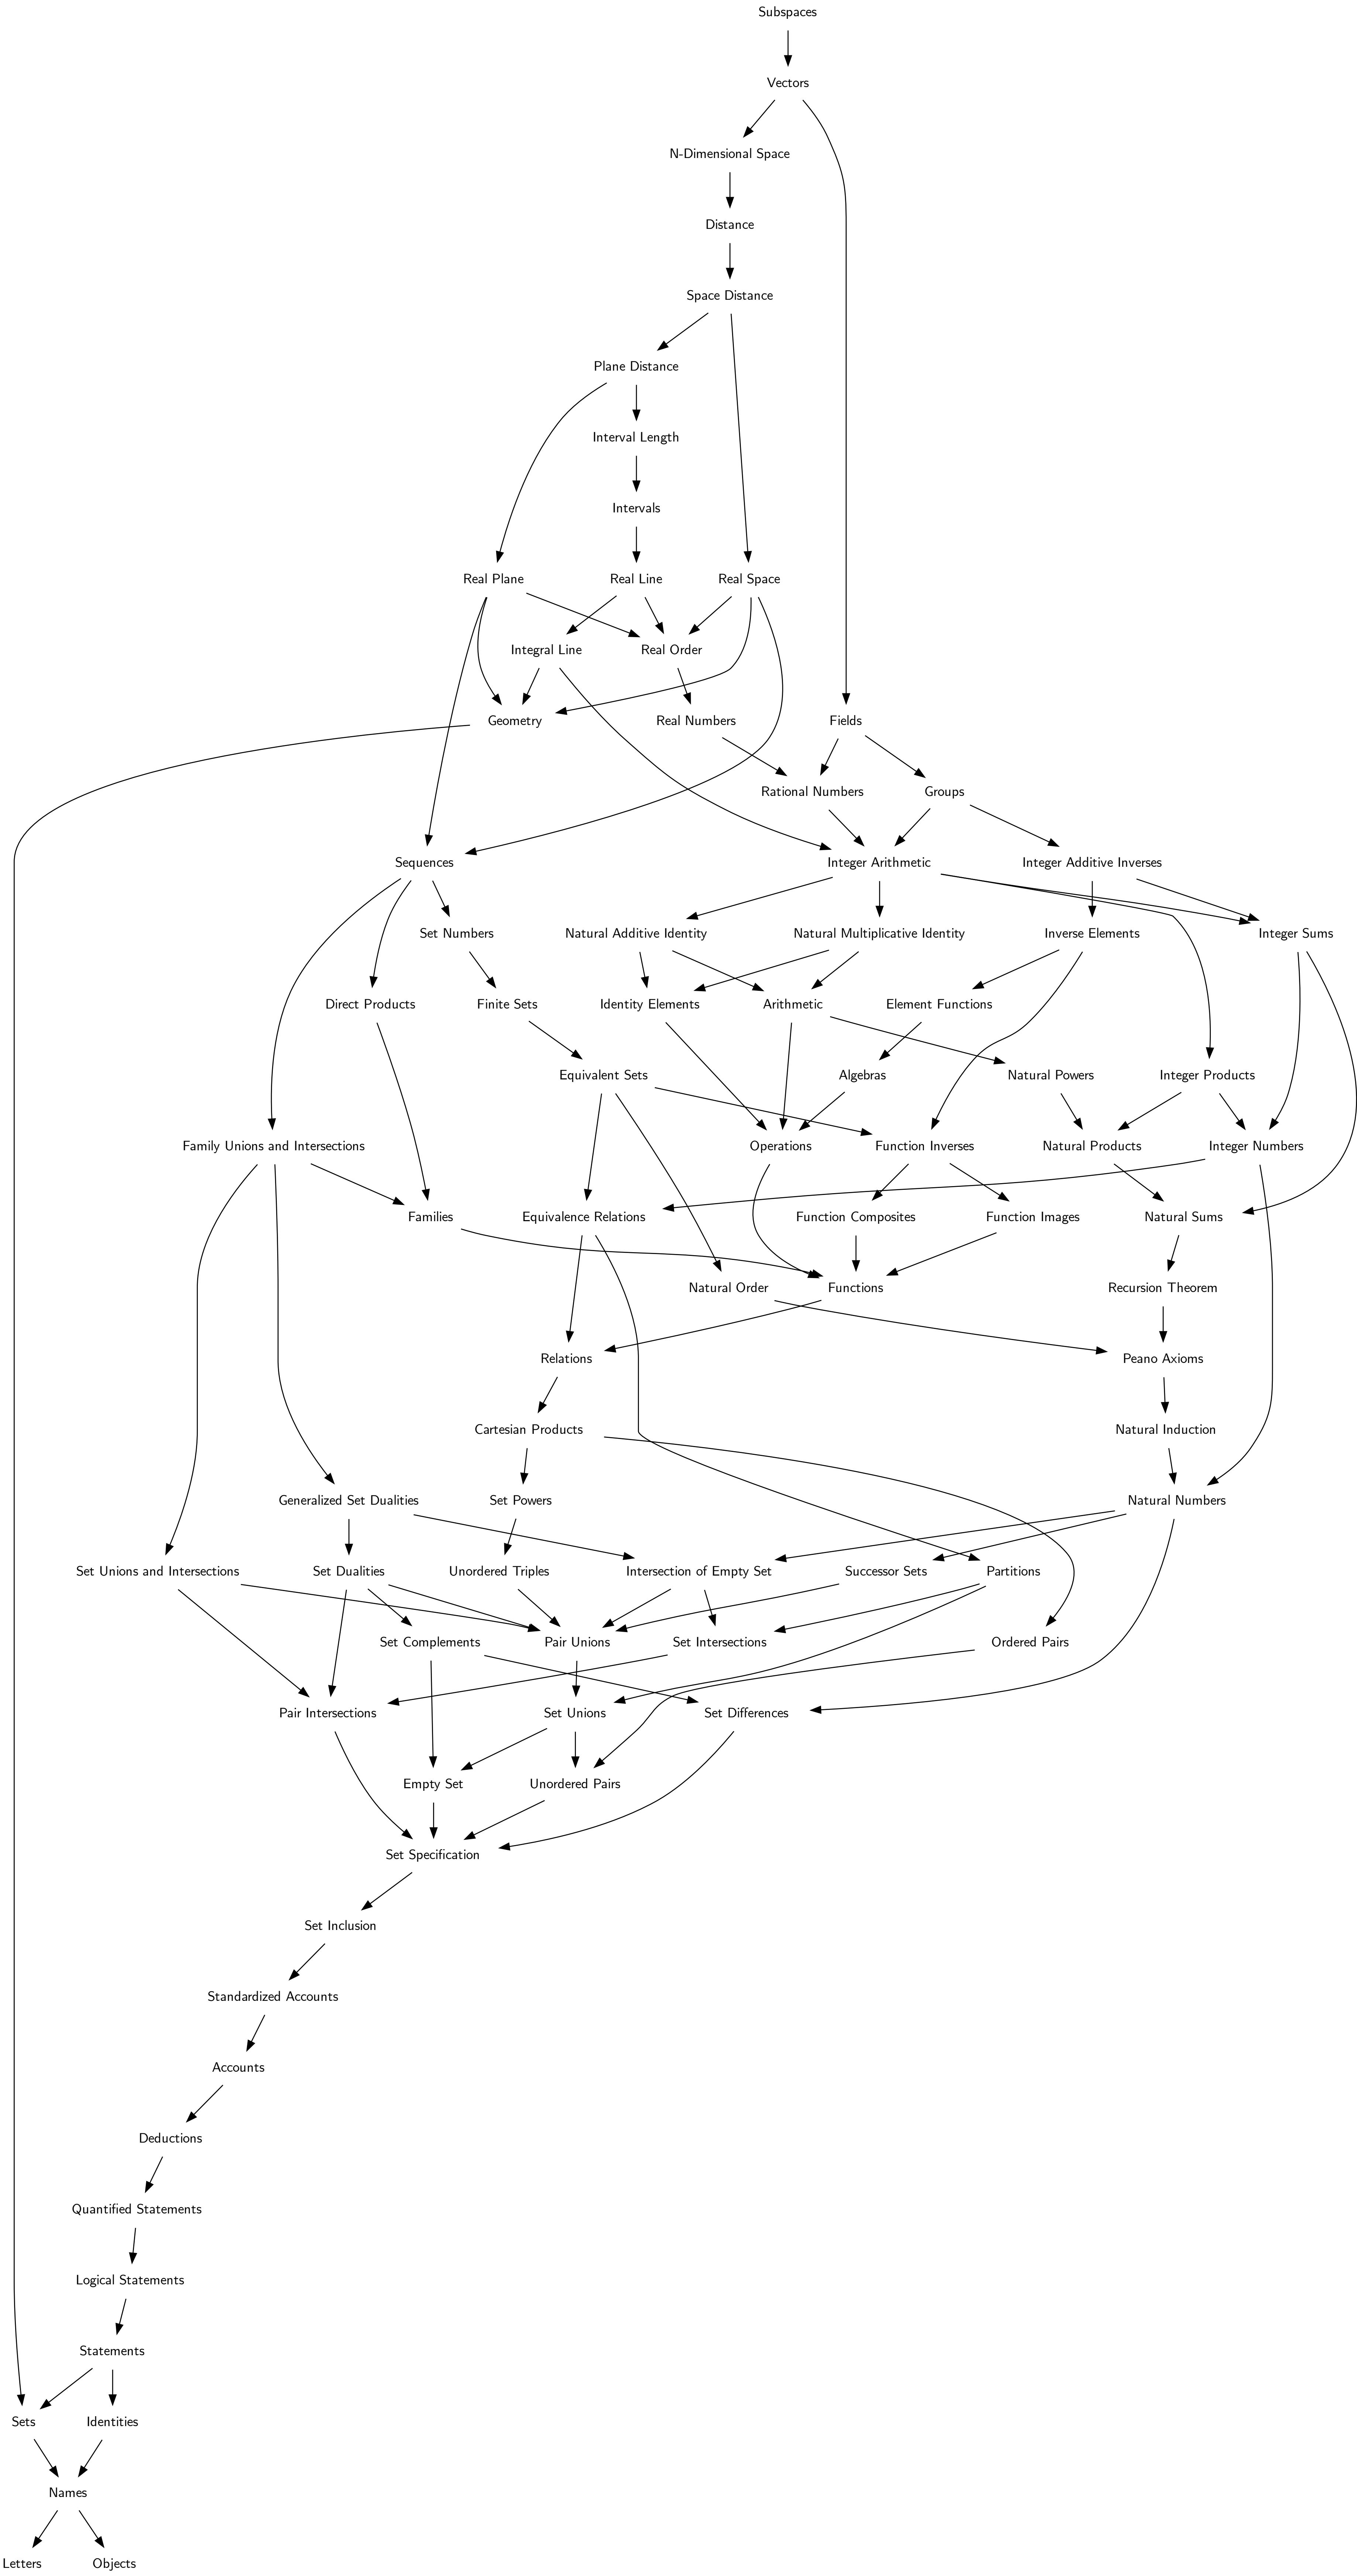 Subspaces
Vectors
N-Dimensional Space
Distance
Space Distance
Plane Distance
Interval Length
Intervals
Real Plane
Real Line
Real Space
Integral Line
Real Order
Geometry
Real Numbers
Fields
Rational Numbers
Groups
Sequences
Integer Arithmetic
Integer Additive Inverses
Set Numbers
Natural Additive Identity
Natural Multiplicative Identity
Inverse Elements
Integer Sums
Direct Products
Finite Sets
Identity Elements
Arithmetic
Element Functions
Equivalent Sets
Algebras
Natural Powers
Integer Products
Family Unions and Intersections
Operations
Function Inverses
Natural Products
Integer Numbers
Families
Equivalence Relations
Function Composites
Function Images
Natural Sums
Natural Order
Functions
Recursion Theorem
Relations
Peano Axioms
Cartesian Products
Natural Induction
Generalized Set Dualities
Set Powers
Natural Numbers
Set Unions and Intersections
Set Dualities
Unordered Triples
Intersection of Empty Set
Successor Sets
Partitions
Set Complements
Pair Unions
Set Intersections
Ordered Pairs
Pair Intersections
Set Unions
Set Differences
Empty Set
Unordered Pairs
Set Specification
Set Inclusion
Standardized Accounts
Accounts
Deductions
Quantified Statements
Logical Statements
Statements
Sets
Identities
Names
Letters
Objects